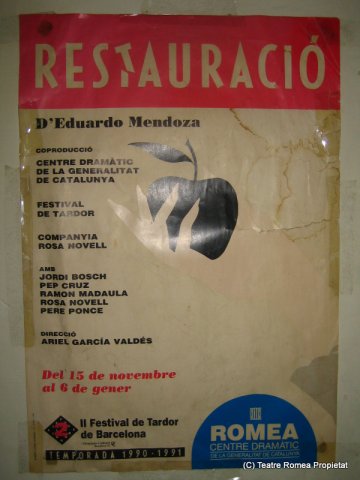 RESTAURACIÓ
D'Eduardo Mendoza
COPRODUCCIÓ
CENTRE DRAMÀTIC
DE LA GENERALITAT
DE CATALUNYA
FESTIVAL
DE TARDOR
COMPANYIA
ROSA NOVELL
AMB
JORDI BOSCH
PEP CRUZ
RAMON MADAULA
ROSA NOVELL
PERE PONCE
DIRECCIÓ
ARIEL GARCÍA VALDÉS
Del 15 de novembre
al 6 de gener
II Festival de Tardor
de Barcelona
TEMPORADA 1990-1991
ROMEA
CENTRE DRAMÀTIC
DE LA GENERALITAT DE CATALUNYA
(C) Teatre Romea Propietat